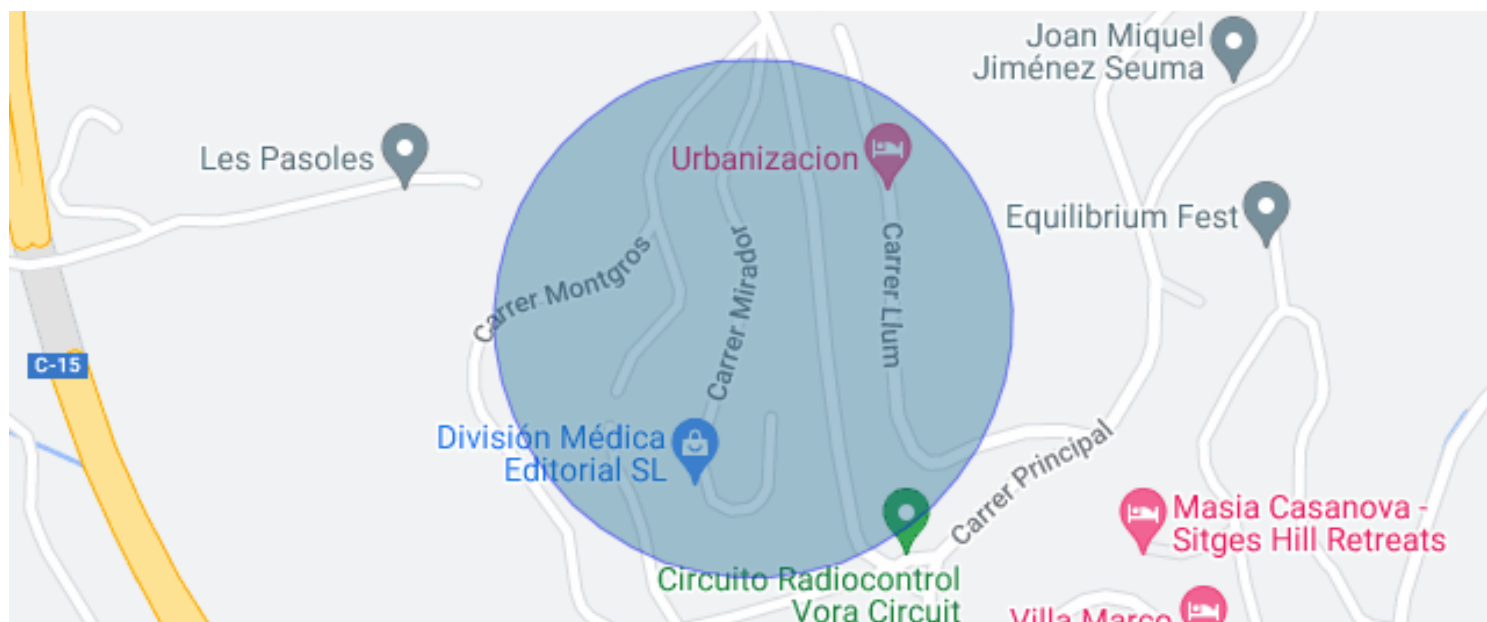 Joan Miquel
Jiménez Seuma
Les Pasoles
Urbanizacion
Equilibrium Fest
Carrer Montgros
Carrer Mirador
Carrer Llum
C-15
División Médica
Editorial SL
Carrer Principal
Masia Casanova -
Sitges Hill Retreats
Circuito Radiocontrol
Vora Circuit
Villa Marco